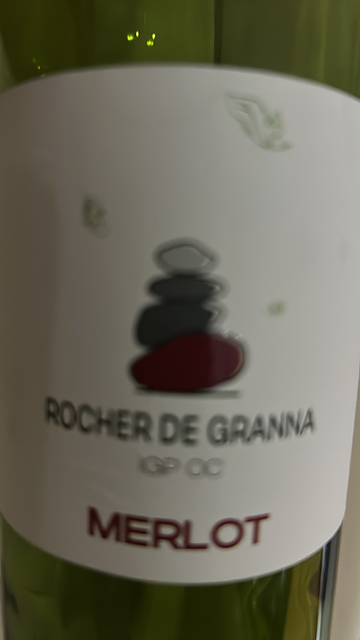 ROCHER DE GRANNA
IGP OC
MERLOT